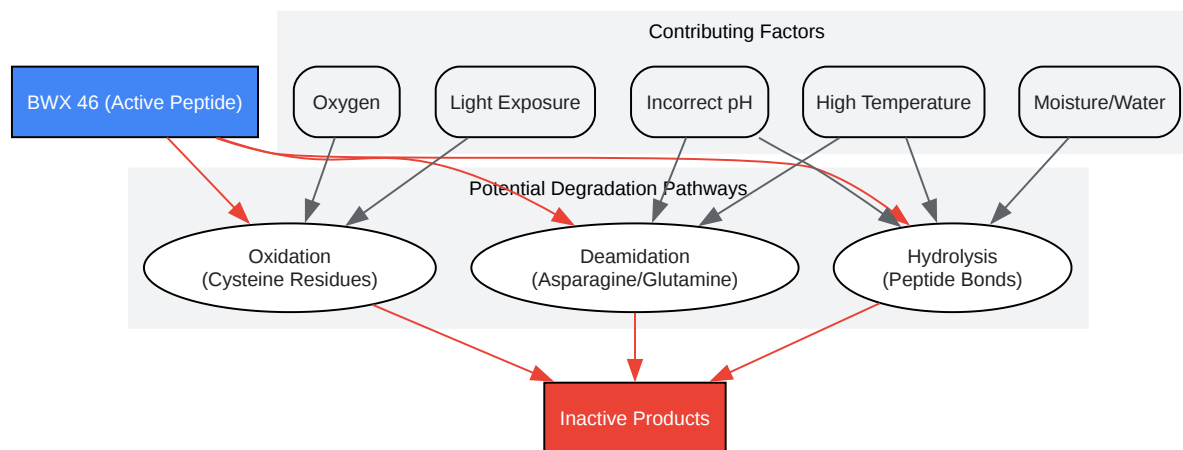 Contributing Factors
BWX 46 (Active Peptide)
Oxygen
Light Exposure
Incorrect pH
High Temperature
Moisture/Water
Potential Degradation Pathways
Oxidation
(Cysteine Residues)
Deamidation
(Asparagine/Glutamine)
Hydrolysis
(Peptide Bonds)
Inactive Products